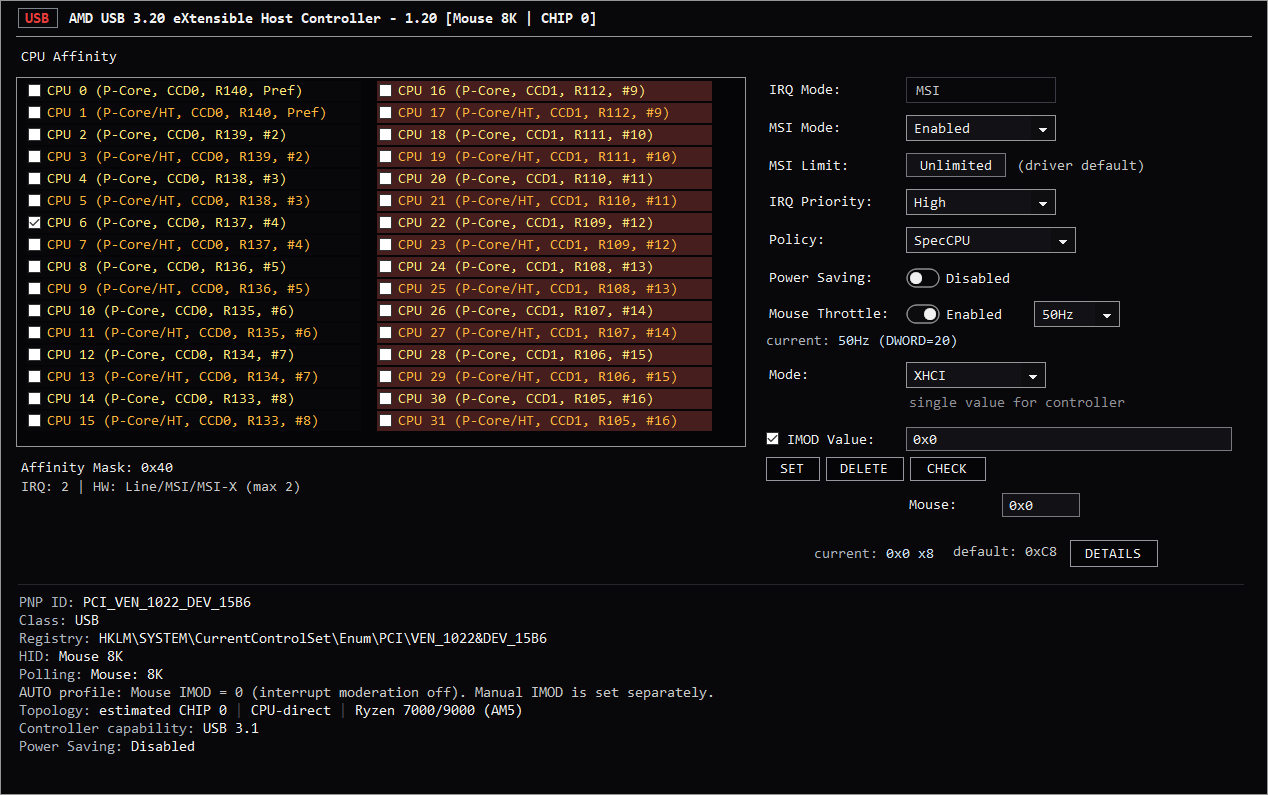 USB AMD USB 3.20 eXtensible Host Controller - 1.20 [Mouse 8K | CHIP 0]
CPU Affinity
CPU 0 (P-Core, CCD0, R140, Pref)
CPU 1 (P-Core/HT, CCD0, R140, Pref)
CPU 2 (P-Core, CCD0, R139, #2)
CPU 3 (P-Core/HT, CCD0, R139, #2)
CPU 4 (P-Core, CCD0, R138, #3)
CPU 5 (P-Core/HT, CCD0, R138, #3)
CPU 6 (P-Core, CCD0, R137, #4)
CPU 7 (P-Core/HT, CCD0, R137, #4)
CPU 8 (P-Core, CCD0, R136, #5)
CPU 9 (P-Core/HT, CCD0, R136, #5)
CPU 10 (P-Core, CCD0, R135, #6)
CPU 11 (P-Core/HT, CCD0, R135, #6)
CPU 12 (P-Core, CCD0, R134, #7)
CPU 13 (P-Core/HT, CCD0, R134, #7)
CPU 14 (P-Core, CCD0, R133, #8)
CPU 15 (P-Core/HT, CCD0, R133, #8)
CPU 16 (P-Core, CCD1, R112, #9)
CPU 17 (P-Core/HT, CCD1, R112, #9)
CPU 18 (P-Core, CCD1, R111, #10)
CPU 19 (P-Core/HT, CCD1, R111, #10)
CPU 20 (P-Core, CCD1, R110, #11)
CPU 21 (P-Core/HT, CCD1, R110, #11)
CPU 22 (P-Core, CCD1, R109, #12)
CPU 23 (P-Core/HT, CCD1, R109, #12)
CPU 24 (P-Core, CCD1, R108, #13)
CPU 25 (P-Core/HT, CCD1, R108, #13)
CPU 26 (P-Core, CCD1, R107, #14)
CPU 27 (P-Core/HT, CCD1, R107, #14)
CPU 28 (P-Core, CCD1, R106, #15)
CPU 29 (P-Core/HT, CCD1, R106, #15)
CPU 30 (P-Core, CCD1, R105, #16)
CPU 31 (P-Core/HT, CCD1, R105, #16)
Affinity Mask: 0x40
IRQ: 2 | HW: Line/MSI/MSI-X (max 2)
IRQ Mode: MSI
MSI Mode: Enabled
MSI Limit: Unlimited (driver default)
IRQ Priority: High
Policy: SpecCPU
Power Saving: Disabled
Mouse Throttle: Enabled 50Hz
current: 50Hz (DWORD=20)
Mode: XHCI
single value for controller
IMOD Value: 0x0
SET DELETE CHECK
Mouse: 0x0
current: 0x0 x8 default: 0xC8 DETAILS
PNP ID: PCI_VEN_1022_DEV_15B6
Class: USB
Registry: HKLM\SYSTEM\CurrentControlSet\Enum\PCI\VEN_1022&DEV_15B6
HID: Mouse 8K
Polling: Mouse: 8K
AUTO profile: Mouse IMOD = 0 (interrupt moderation off). Manual IMOD is set separately.
Topology: estimated CHIP 0 | CPU-direct | Ryzen 7000/9000 (AM5)
Controller capability: USB 3.1
Power Saving: Disabled